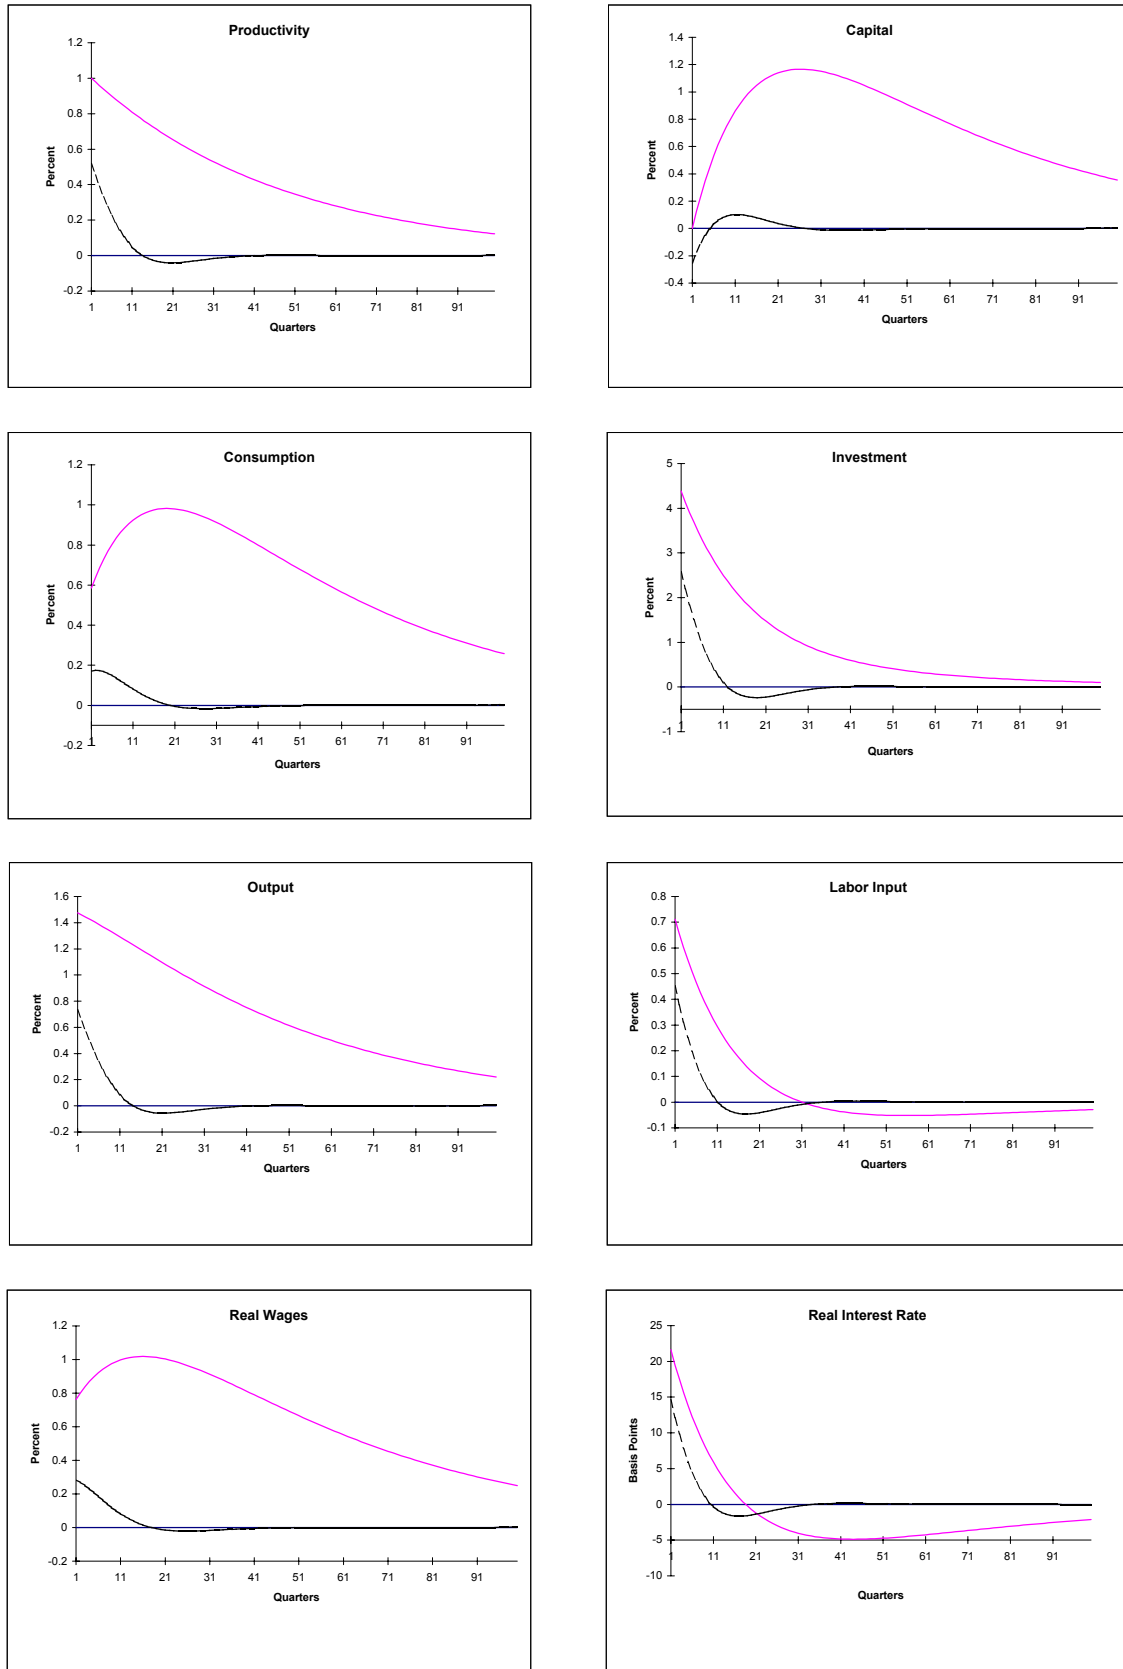 Productivity
1.2
1
0.8
0.6
0.4
0.2
0
-0.2
Percent
1 11 21 31 41 51 61 71 81 91
Quarters
Capital
1.4
1.2
1
0.8
0.6
0.4
0.2
0
-0.2
-0.4
Percent
1 11 21 31 41 51 61 71 81 91
Quarters
Consumption
1.2
1
0.8
0.6
0.4
0.2
0
-0.2
Percent
1 11 21 31 41 51 61 71 81 91
Quarters
Investment
5
4
3
2
1
0
-1
Percent
1 11 21 31 41 51 61 71 81 91
Quarters
Output
1.6
1.4
1.2
1
0.8
0.6
0.4
0.2
0
-0.2
Percent
1 11 21 31 41 51 61 71 81 91
Quarters
Labor Input
0.8
0.7
0.6
0.5
0.4
0.3
0.2
0.1
0
-0.1
Percent
1 11 21 31 41 51 61 71 81 91
Quarters
Real Wages
1.2
1
0.8
0.6
0.4
0.2
0
-0.2
Percent
1 11 21 31 41 51 61 71 81 91
Quarters
Real Interest Rate
25
20
15
10
5
0
-5
-10
Basis Points
1 11 21 31 41 51 61 71 81 91
Quarters